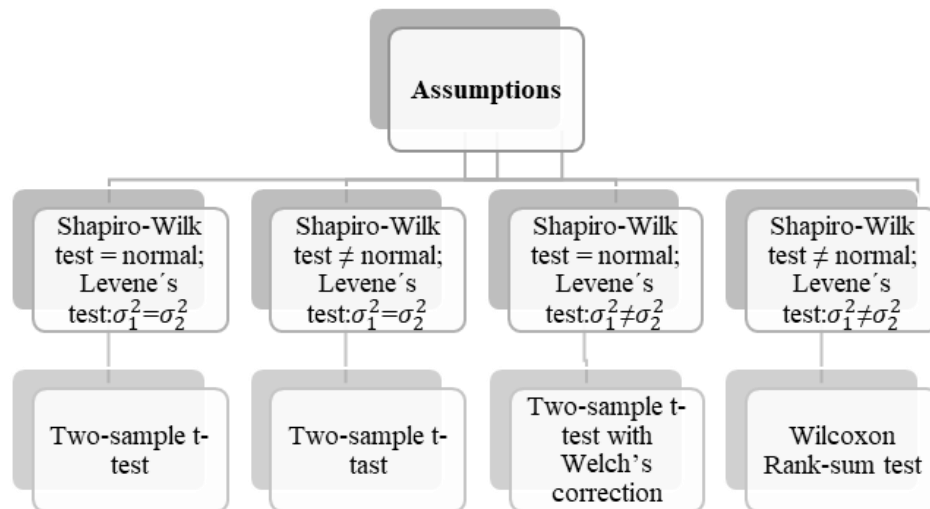 Assumptions
Shapiro-Wilk
test = normal;
Levene´s
test:σ₁²=σ₂²
Shapiro-Wilk
test ≠ normal;
Levene´s
test:σ₁²=σ₂²
Shapiro-Wilk
test = normal;
Levene´s
test:σ₁²≠σ₂²
Shapiro-Wilk
test ≠ normal;
Levene´s
test:σ₁²≠σ₂²
Two-sample t-
test
Two-sample t-
tast
Two-sample t-
test with
Welch’s
correction
Wilcoxon
Rank-sum test